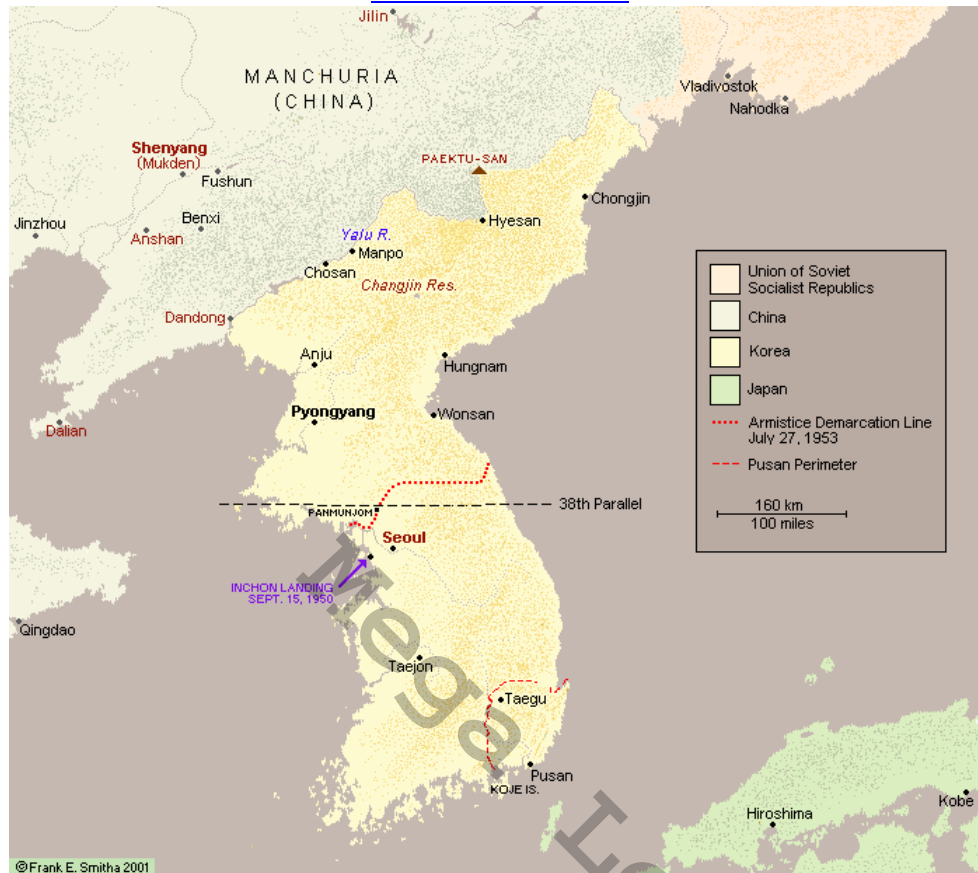 Jilin
MANCHURIA
(CHINA)
Vladivostok
Nahodka
Shenyang
(Mukden)
Fushun
PAEKTU-SAN
Chongjin
Jinzhou
Benxi
Anshan
Hyesan
Yalu R.
Manpo
Chosan
Changjin Res.
Union of Soviet
Socialist Republics
China
Korea
Japan
Armistice Demarcation Line
July 27, 1953
Pusan Perimeter
160 km
100 miles
Dandong
Anju
Hungnam
Pyongyang
Wonsan
Dalian
38th Parallel
PANMUNJOM
Seoul
INCHON LANDING
SEPT. 15, 1950
Qingdao
Taejon
Taegu
Pusan
KOJE IS.
Hiroshima
Kobe
©Frank E. Smitha 2001
Mega Le